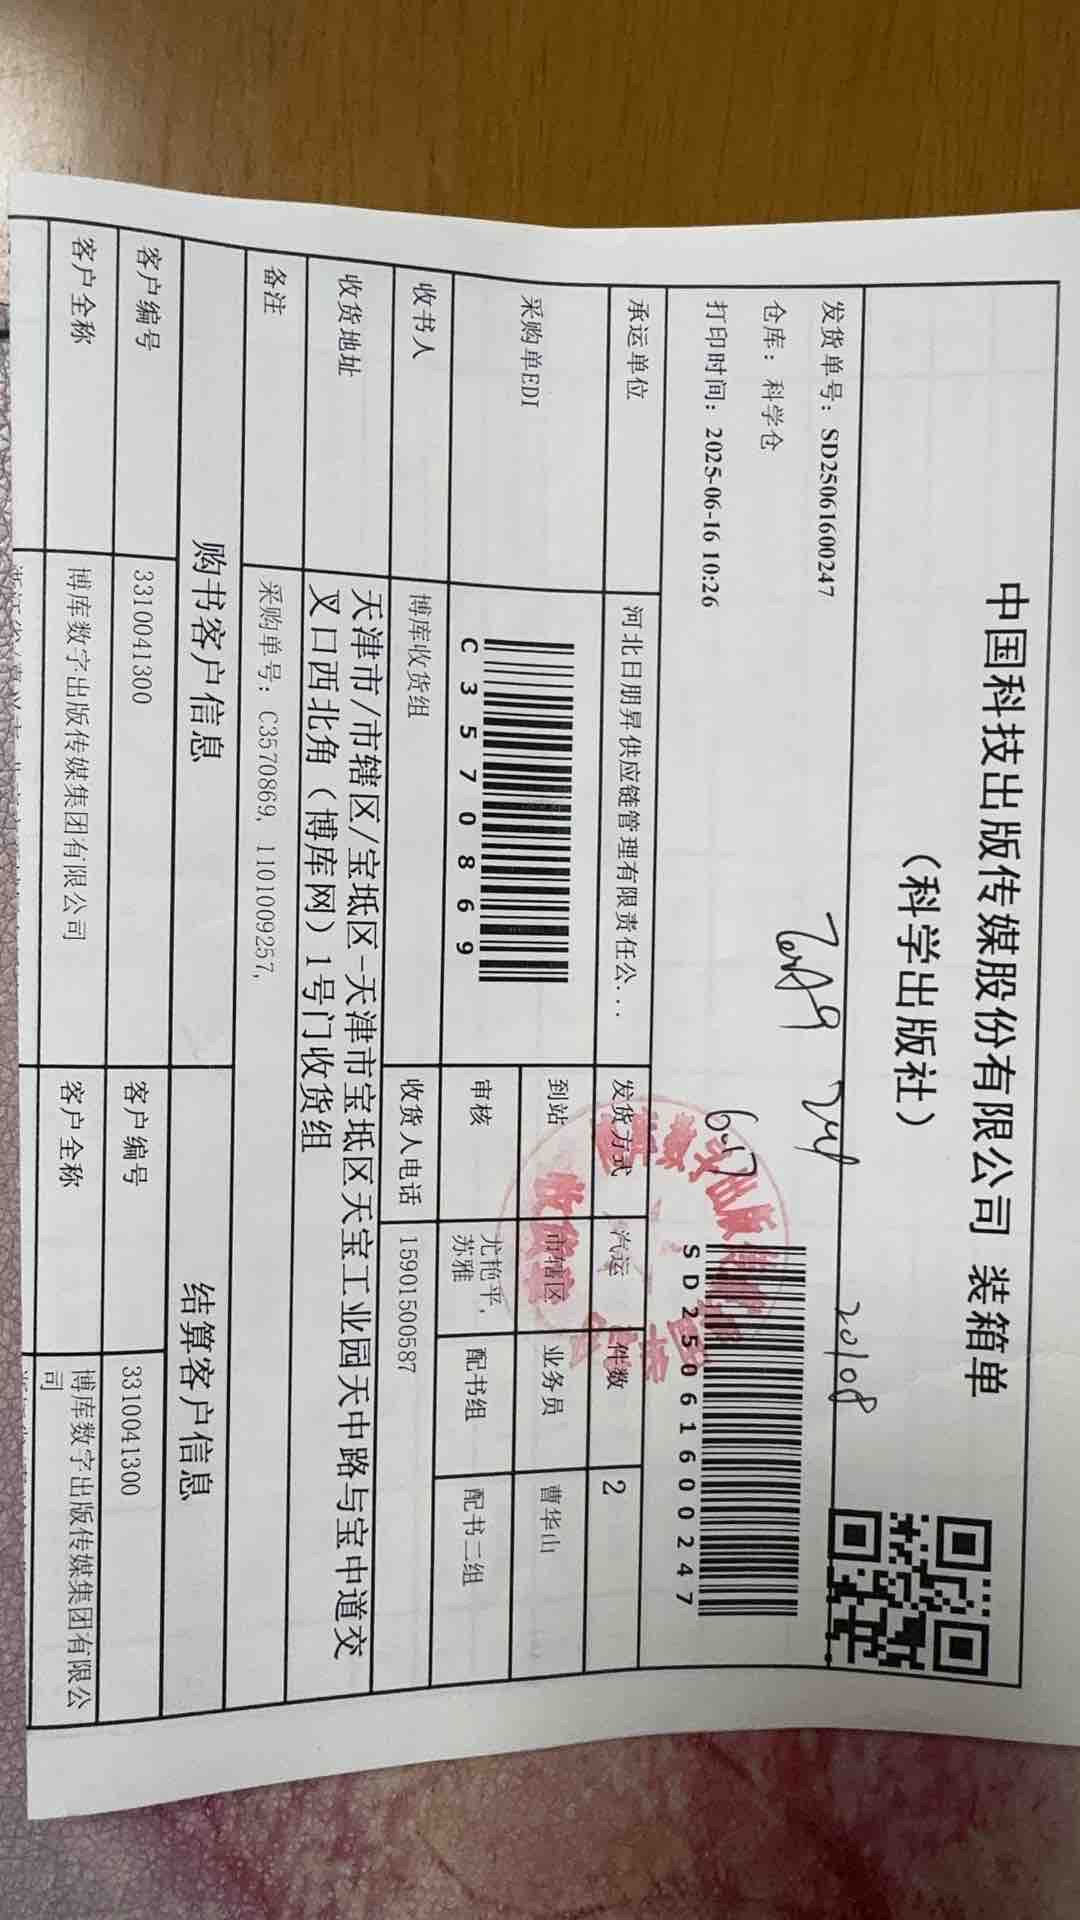 中国科技出版传媒股份有限公司 装箱单
（科学出版社）
20108
发货单号：SD2506160​0247
仓库：科学仓
打印时间：2025-06-16 10:26
6.17
SD25061600247
承运单位 河北日朋昇供应链管理有限责任公... 发货方式 汽运 件数 2
采购单EDI C3570869 到站 市辖区 业务员 曹华山
审核 尤艳平,苏雅 配书组 配书二组
收书人 博库收货组 收货人电话 15901500587
收货地址 天津市/市辖区/宝坻区-天津市宝坻区天宝工业园天中路与宝中道交
叉口西北角（博库网）1号门收货组
备注 采购单号：C3570869, 1101009257,
购书客户信息 结算客户信息
客户编号 3310041300 客户编号 3310041300
客户全称 博库数字出版传媒集团有限公司 客户全称 博库数字出版传媒集团有限公
司